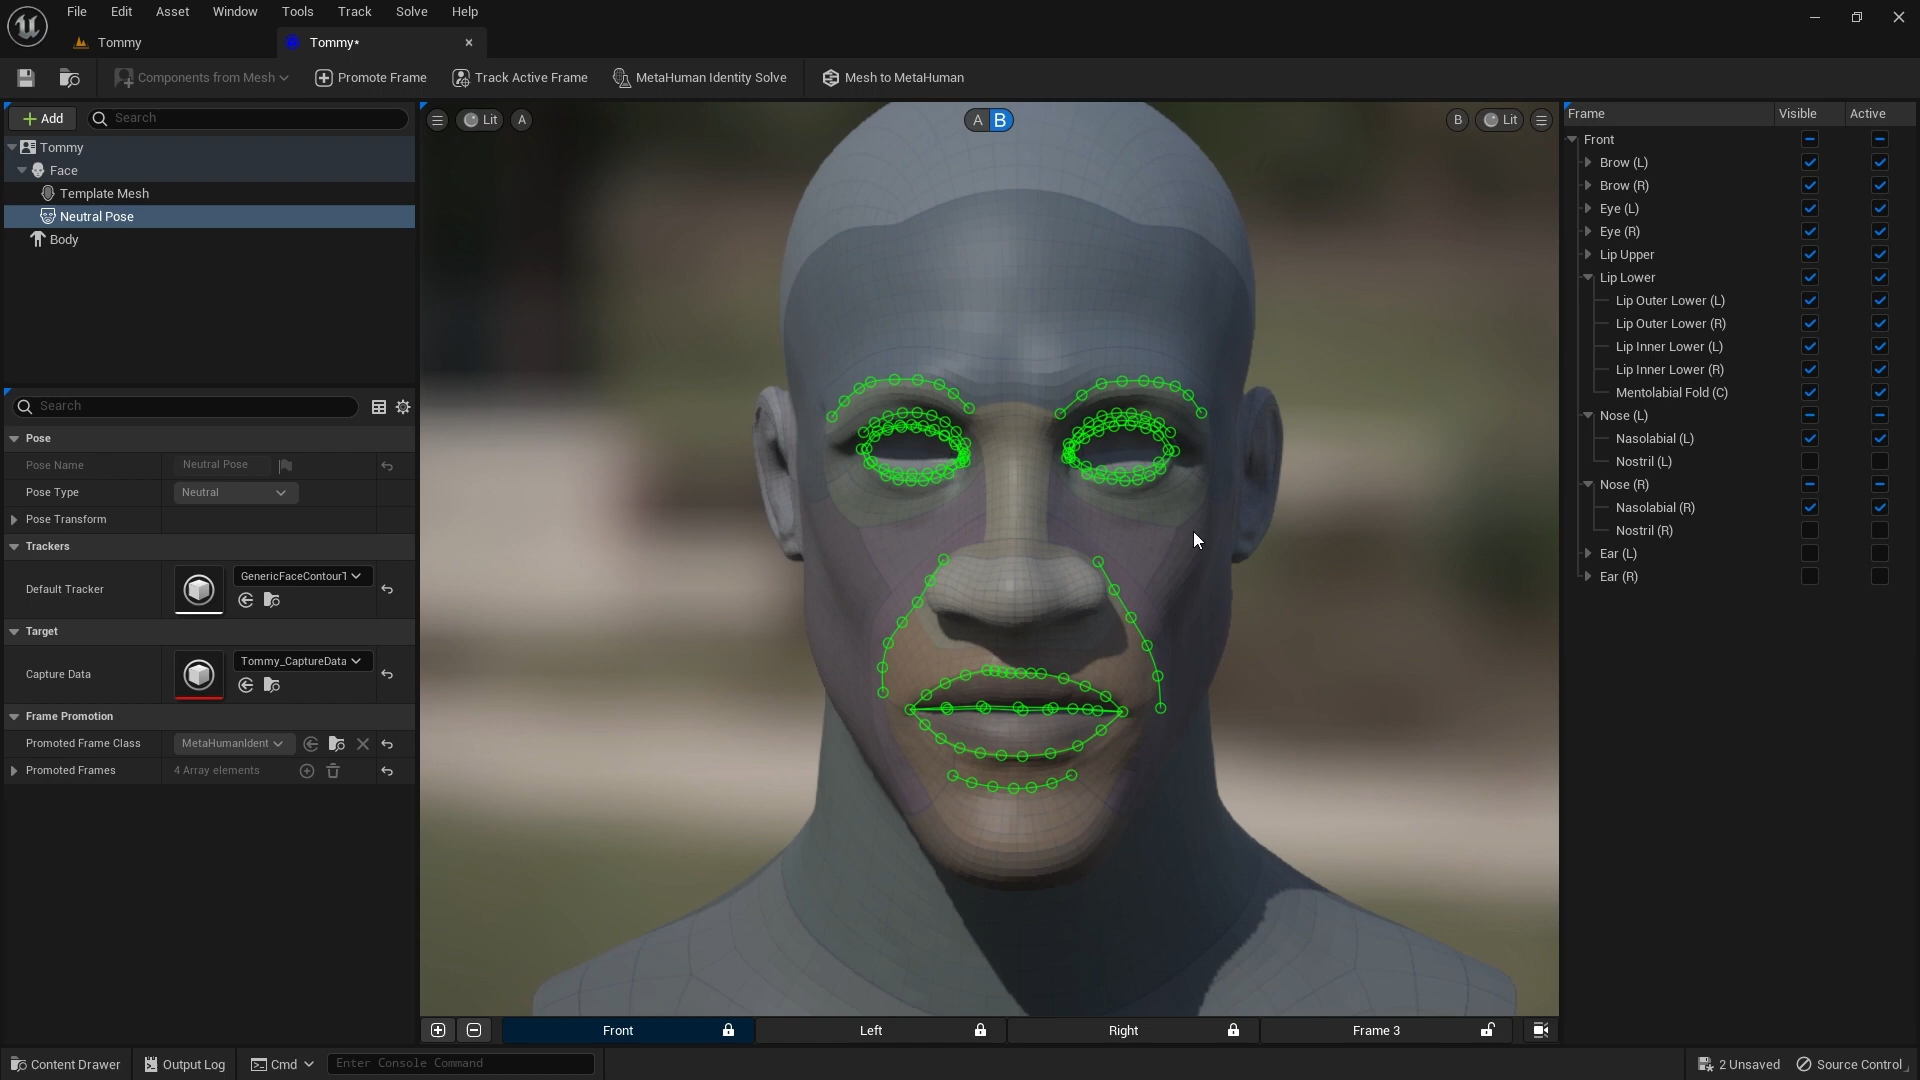 File Edit Asset Window Tools Track Solve Help
Tommy
Tommy*
Components from Mesh
Promote Frame
Track Active Frame
MetaHuman Identity Solve
Mesh to MetaHuman
Add
Search
Tommy
Face
Template Mesh
Neutral Pose
Body
Search
Pose
Pose Name Neutral Pose
Pose Type Neutral
Pose Transform
Trackers
Default Tracker GenericFaceContourT
Target
Capture Data Tommy_CaptureData
Frame Promotion
Promoted Frame Class MetaHumanIdent
Promoted Frames 4 Array elements
Lit A
A B
B Lit
Front Left Right Frame 3
Frame Visible Active
Front
Brow (L)
Brow (R)
Eye (L)
Eye (R)
Lip Upper
Lip Lower
Lip Outer Lower (L)
Lip Outer Lower (R)
Lip Inner Lower (L)
Lip Inner Lower (R)
Mentolabial Fold (C)
Nose (L)
Nasolabial (L)
Nostril (L)
Nose (R)
Nasolabial (R)
Nostril (R)
Ear (L)
Ear (R)
Content Drawer Output Log Cmd Enter Console Command
2 Unsaved Source Control